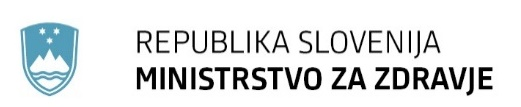 REPUBLIKA SLOVENIJA
MINISTRSTVO ZA ZDRAVJE